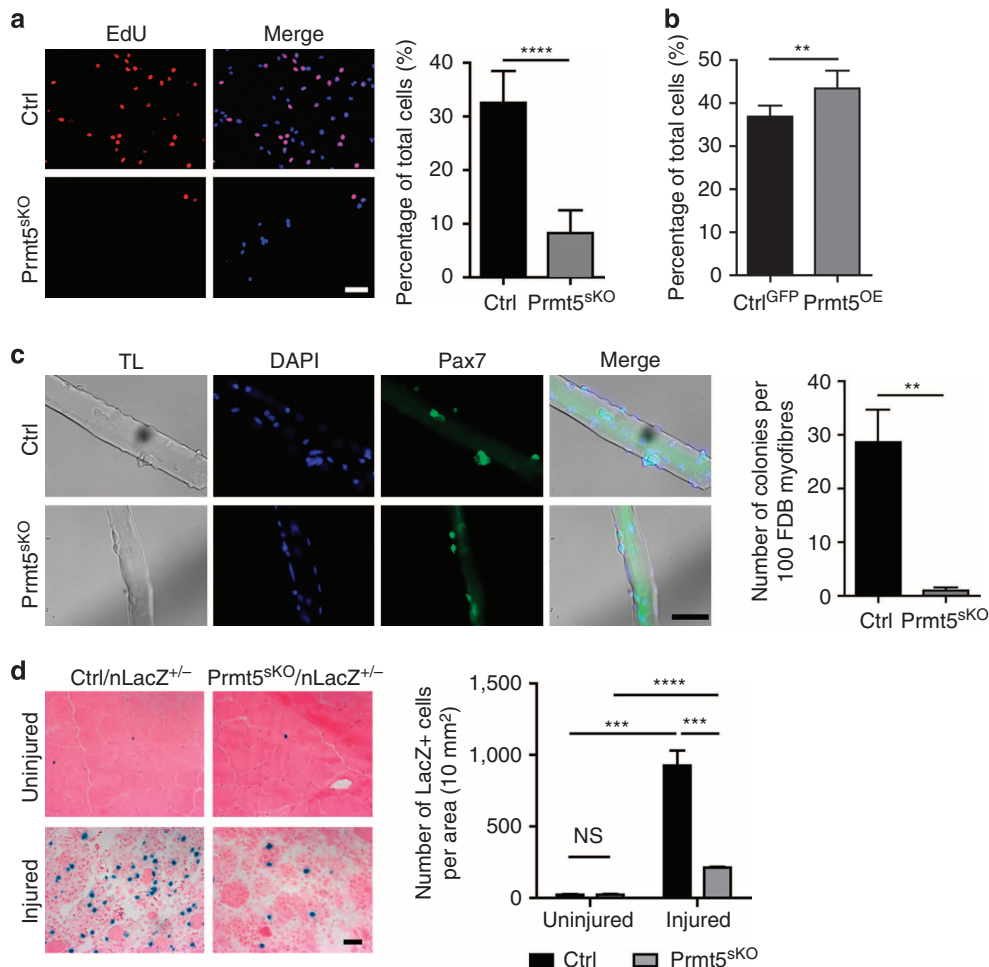 a
EdU Merge
Ctrl
Prmt5sKO
Percentage of total cells (%)
40
30
20
10
0
****
Ctrl Prmt5sKO
b
Percentage of total cells (%)
50
40
30
20
10
0
**
CtrlGFP Prmt5OE
c
TL DAPI Pax7 Merge
Ctrl
Prmt5sKO
Number of colonies per
100 FDB myofibres
40
30
20
10
0
**
Ctrl Prmt5sKO
d
Ctrl/nLacZ+/– Prmt5sKO/nLacZ+/–
Uninjured
Injured
Number of LacZ+ cells
per area (10 mm2)
1,500
1,000
500
0
****
*** ***
NS
Uninjured Injured
Ctrl Prmt5sKO